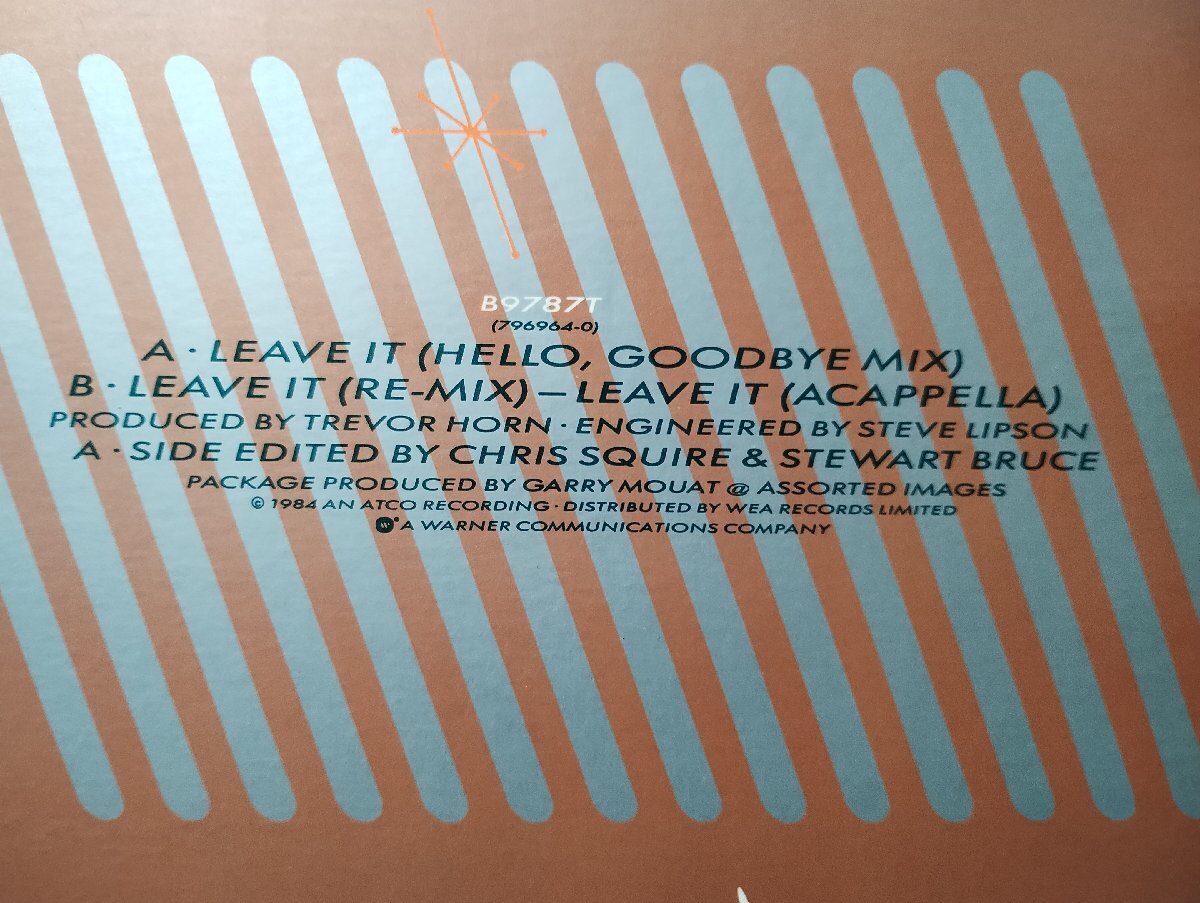 B9787T
(796964-0)
A · LEAVE IT (HELLO, GOODBYE MIX)
B · LEAVE IT (RE-MIX) – LEAVE IT (ACAPPELLA)
PRODUCED BY TREVOR HORN · ENGINEERED BY STEVE LIPSON
A · SIDE EDITED BY CHRIS SQUIRE & STEWART BRUCE
PACKAGE PRODUCED BY GARRY MOUAT @ ASSORTED IMAGES
© 1984 AN ATCO RECORDING · DISTRIBUTED BY WEA RECORDS LIMITED
A WARNER COMMUNICATIONS COMPANY